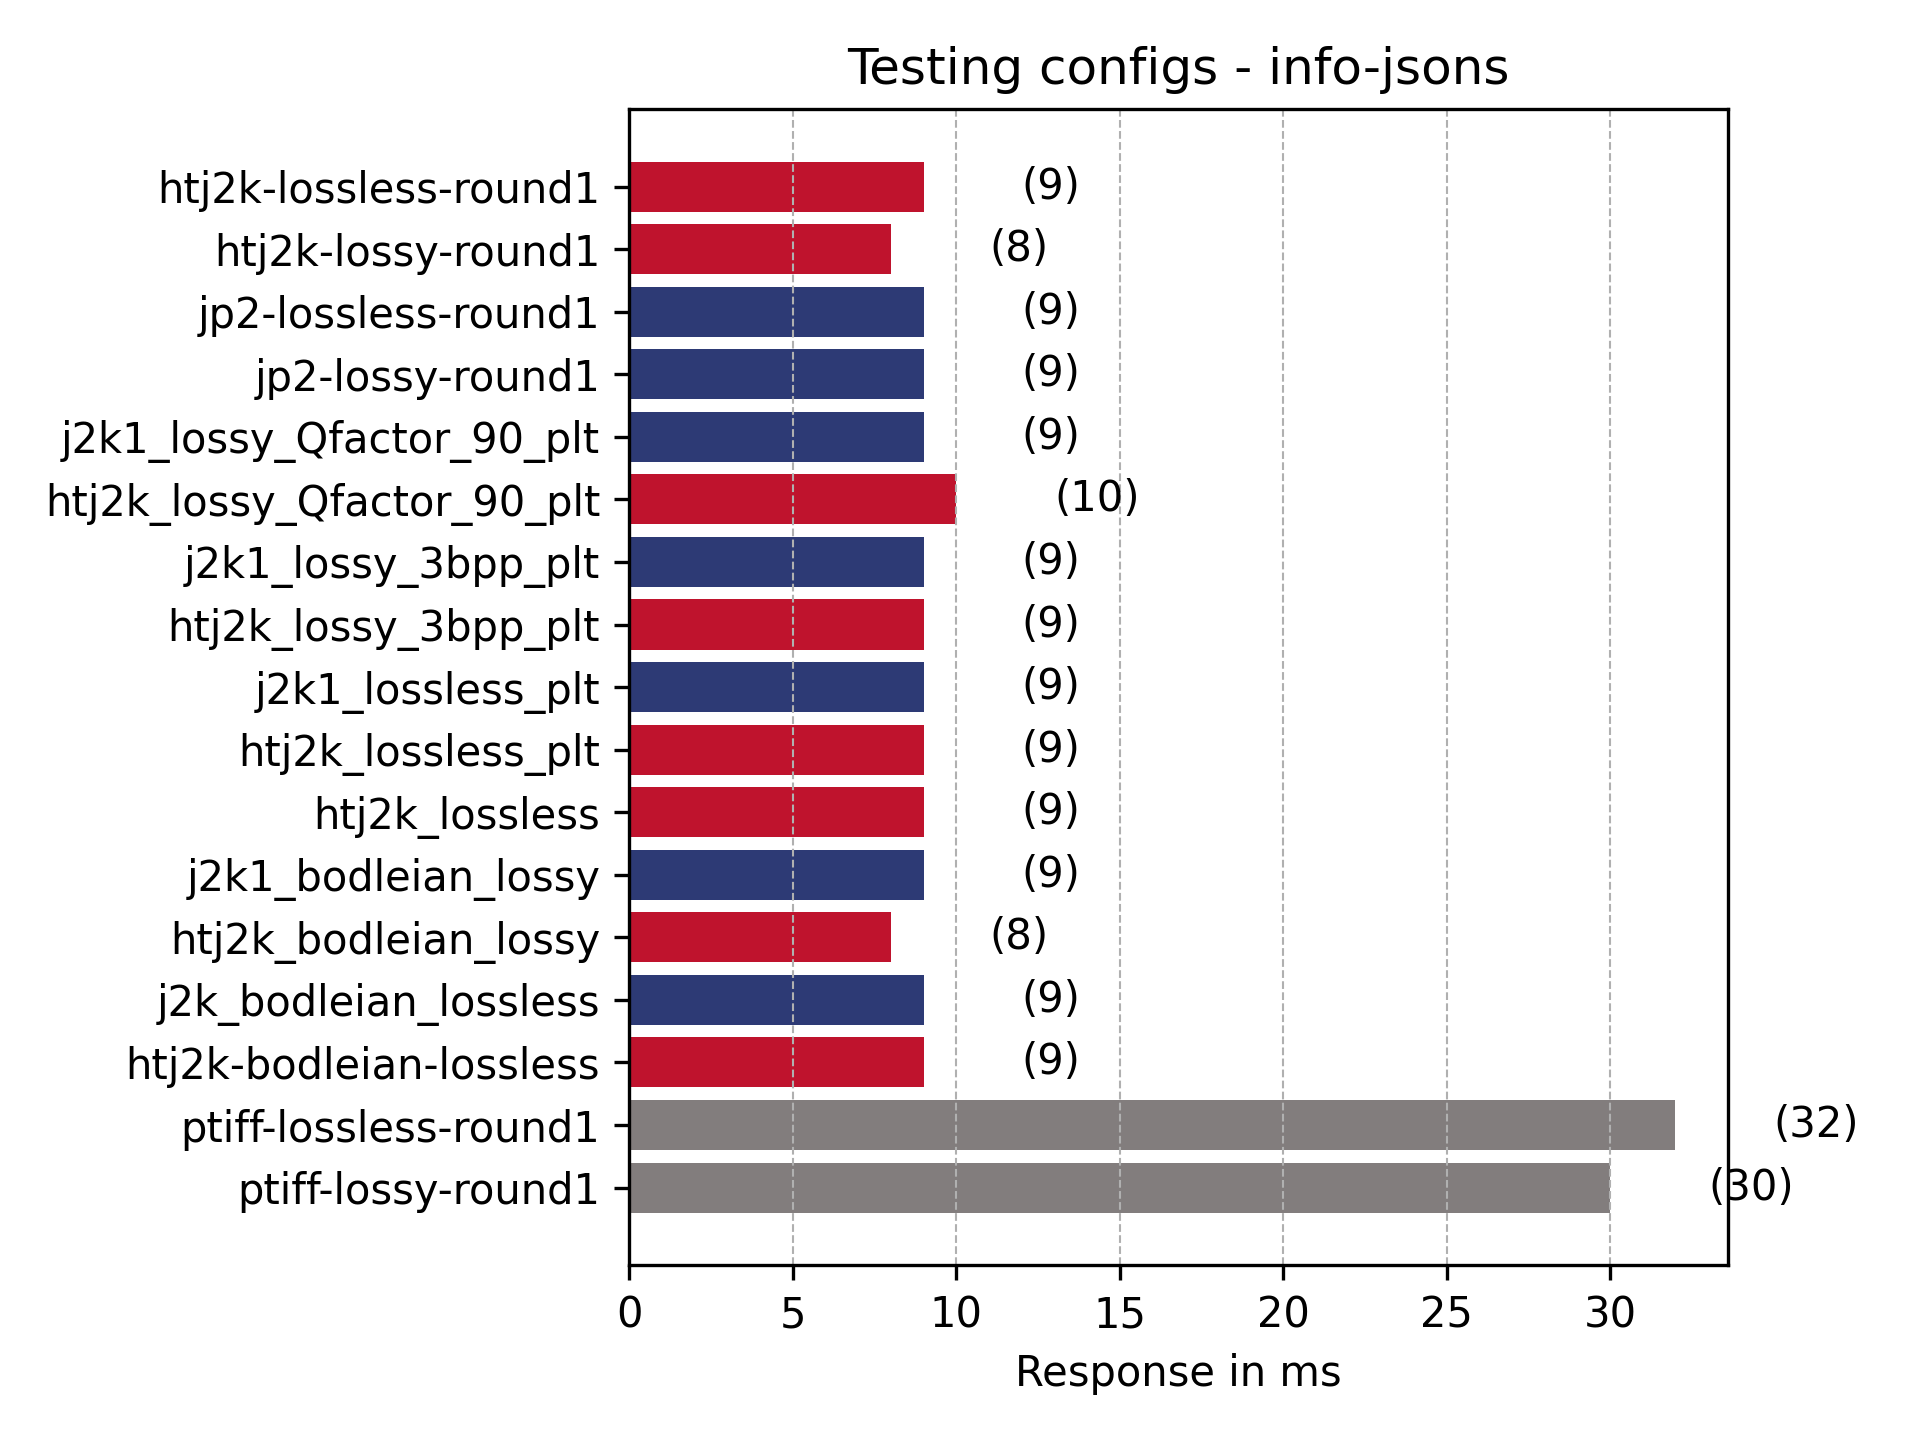 Testing configs - info-jsons
htj2k-lossless-round1 (9)
htj2k-lossy-round1 (8)
jp2-lossless-round1 (9)
jp2-lossy-round1 (9)
j2k1_lossy_Qfactor_90_plt (9)
htj2k_lossy_Qfactor_90_plt (10)
j2k1_lossy_3bpp_plt (9)
htj2k_lossy_3bpp_plt (9)
j2k1_lossless_plt (9)
htj2k_lossless_plt (9)
htj2k_lossless (9)
j2k1_bodleian_lossy (9)
htj2k_bodleian_lossy (8)
j2k_bodleian_lossless (9)
htj2k-bodleian-lossless (9)
ptiff-lossless-round1 (32)
ptiff-lossy-round1 (30)
0 5 10 15 20 25 30
Response in ms